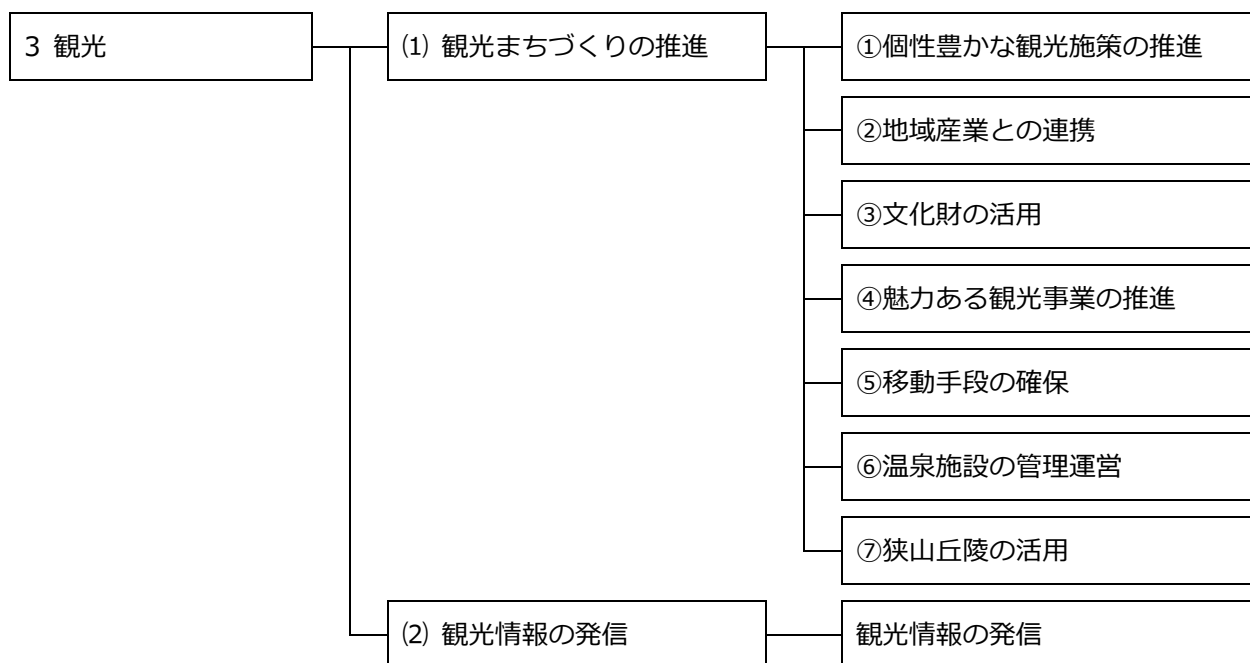 3 観光
⑴ 観光まちづくりの推進
①個性豊かな観光施策の推進
②地域産業との連携
③文化財の活用
④魅力ある観光事業の推進
⑤移動手段の確保
⑥温泉施設の管理運営
⑦狭山丘陵の活用
⑵ 観光情報の発信
観光情報の発信